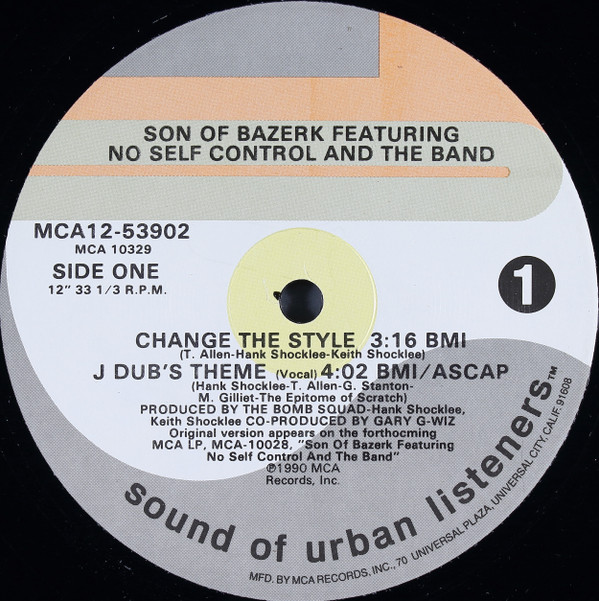 SON OF BAZERK FEATURING
NO SELF CONTROL AND THE BAND
MCA12-53902
MCA 10329
SIDE ONE
12" 33 1/3 R.P.M.
1
CHANGE THE STYLE 3:16 BMI
(T. Allen-Hank Shocklee-Keith Shocklee)
J DUB'S THEME (Vocal) 4:02 BMI/ASCAP
(Hank Shocklee-T. Allen-G. Stanton-
M. Gilliet-The Epitome of Scratch)
PRODUCED BY THE BOMB SQUAD-Hank Shocklee,
Keith Shocklee CO-PRODUCED BY GARY G-WIZ
Original version appears on the forthcoming
MCA LP, MCA-10028, "Son Of Bazerk Featuring
No Self Control And The Band"
℗1990 MCA
Records, Inc.
sound of urban listeners™
MFD. BY MCA RECORDS, INC., 70 UNIVERSAL PLAZA, UNIVERSAL CITY, CALIF. 91608